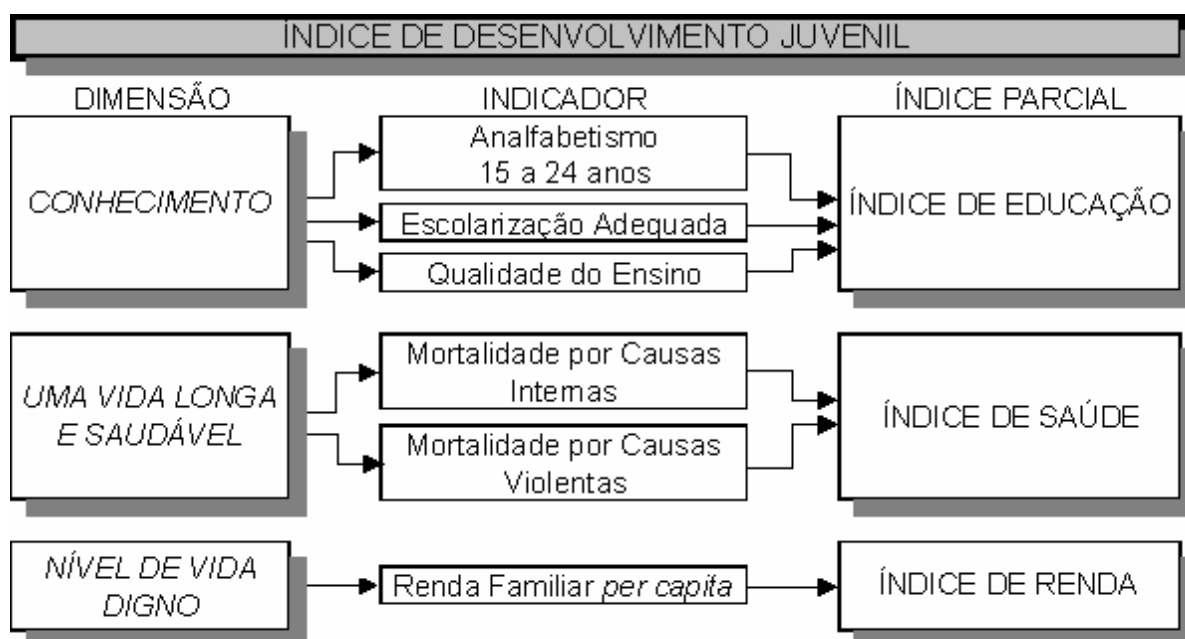 ÍNDICE DE DESENVOLVIMENTO JUVENIL
DIMENSÃO
INDICADOR
ÍNDICE PARCIAL
CONHECIMENTO
Analfabetismo
15 a 24 anos
Escolarização Adequada
Qualidade do Ensino
ÍNDICE DE EDUCAÇÃO
UMA VIDA LONGA
E SAUDÁVEL
Mortalidade por Causas
Internas
Mortalidade por Causas
Violentas
ÍNDICE DE SAÚDE
NÍVEL DE VIDA
DIGNO
Renda Familiar per capita
ÍNDICE DE RENDA